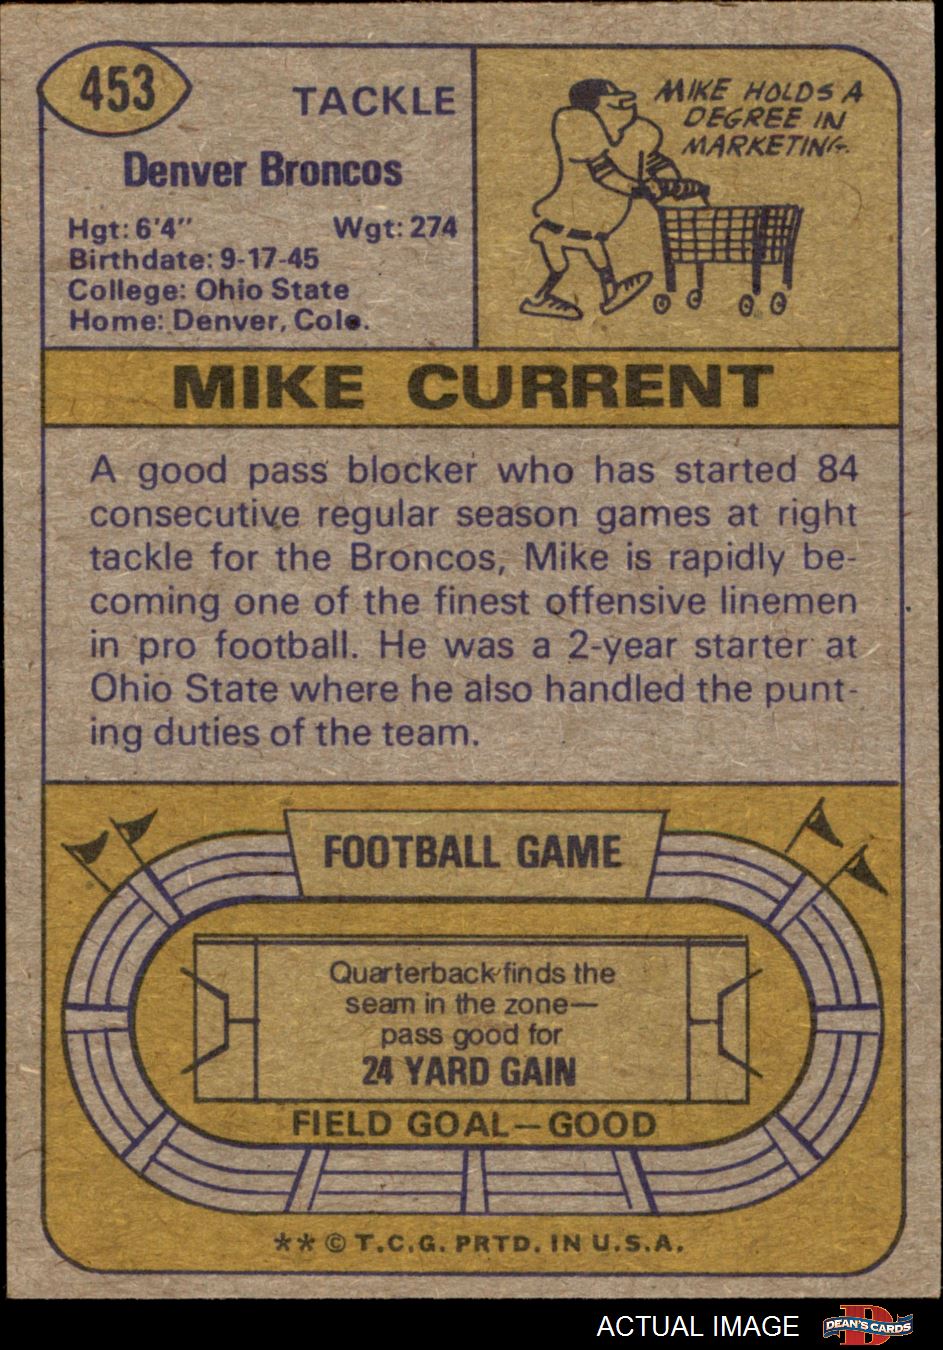 453
TACKLE
Denver Broncos
Hgt: 6'4" Wgt: 274
Birthdate: 9-17-45
College: Ohio State
Home: Denver, Colo.
MIKE HOLDS A
DEGREE IN
MARKETING.
MIKE CURRENT
A good pass blocker who has started 84
consecutive regular season games at right
tackle for the Broncos, Mike is rapidly be-
coming one of the finest offensive linemen
in pro football. He was a 2-year starter at
Ohio State where he also handled the punt-
ing duties of the team.
FOOTBALL GAME
Quarterback finds the
seam in the zone—
pass good for
24 YARD GAIN
FIELD GOAL—GOOD
** © T.C.G. PRTD. IN U.S.A.
ACTUAL IMAGE
D
DEAN'S CARDS